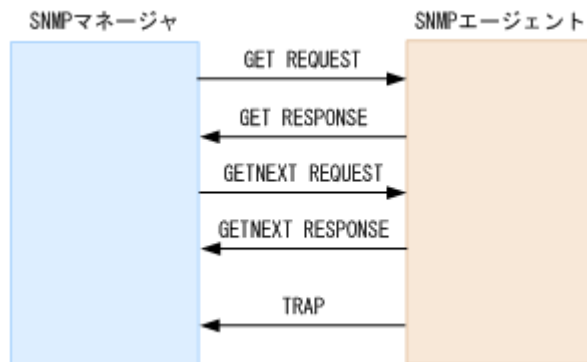 SNMPマネージャ
SNMPエージェント
GET REQUEST
GET RESPONSE
GETNEXT REQUEST
GETNEXT RESPONSE
TRAP